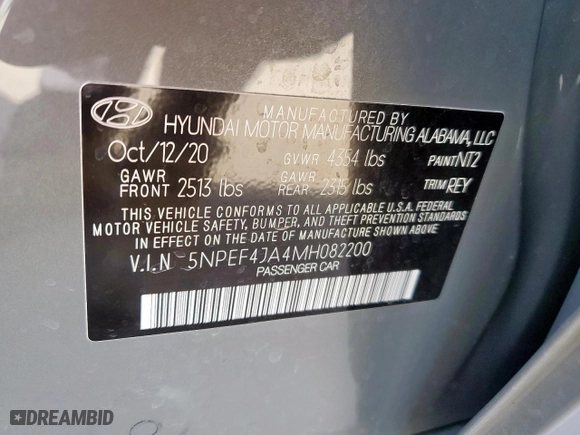 MANUFACTURED BY
HYUNDAI MOTOR MANUFACTURING ALABAMA, LLC
Oct/12/20 GVWR 4354 lbs PAINT NT2
GAWR FRONT 2513 lbs GAWR REAR 2315 lbs TRIM REY
THIS VEHICLE CONFORMS TO ALL APPLICABLE U.S.A. FEDERAL
MOTOR VEHICLE SAFETY, BUMPER, AND THEFT PREVENTION STANDARDS
IN EFFECT ON THE DATE OF MANUFACTURE SHOWN ABOVE
V.I.N 5NPEF4JA4MH082200
PASSENGER CAR
DREAMBID